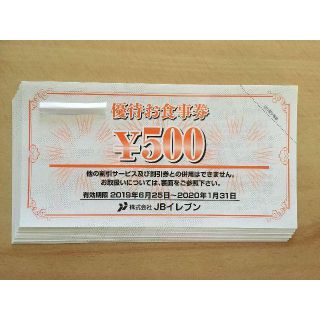 優待お食事券
¥500
他の割引サービス及び割引券との併用はできません。
お取扱いについては、裏面をご参照下さい。
有効期限 2019年6月25日～2020年1月31日
株式会社 JBイレブン